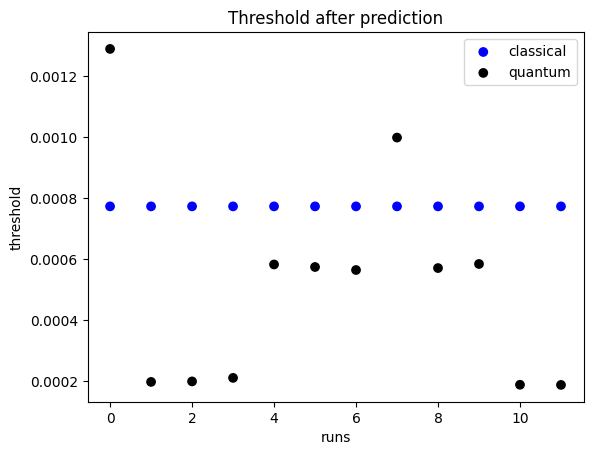 Threshold after prediction
classical
quantum
threshold
0.0012
0.0010
0.0008
0.0006
0.0004
0.0002
0 2 4 6 8 10
runs